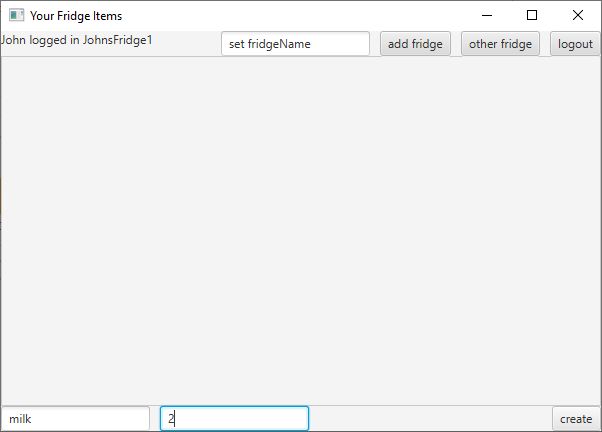 Your Fridge Items
John logged in JohnsFridge1 set fridgeName add fridge other fridge logout
milk 2 create